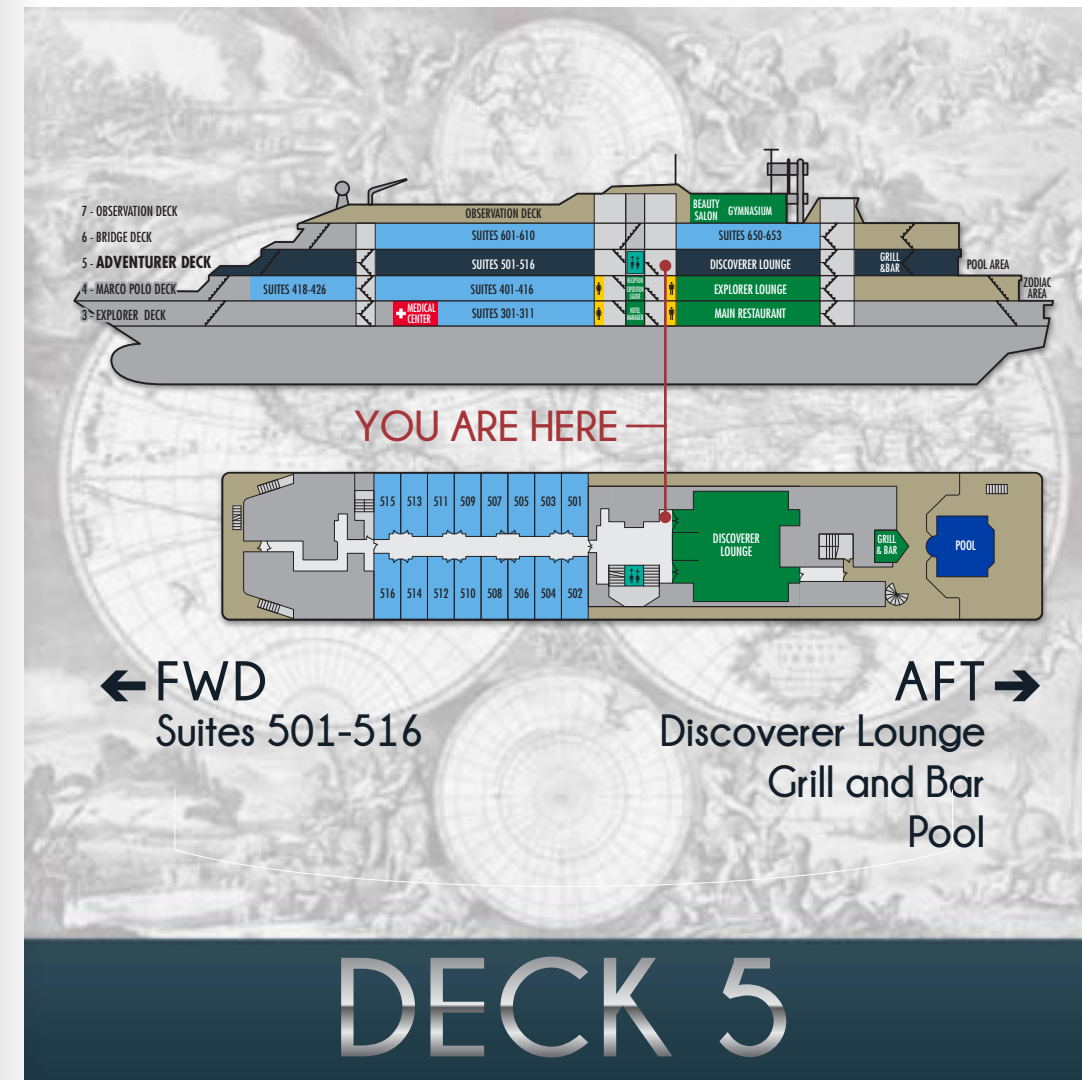 7 - OBSERVATION DECK
OBSERVATION DECK
BEAUTY
SALON
GYMNASIUM
6 - BRIDGE DECK
SUITES 601-610
SUITES 650-653
5 - ADVENTURER DECK
SUITES 501-516
DISCOVERER LOUNGE
GRILL
&BAR
POOL AREA
4 - MARCO POLO DECK
SUITES 418-426
SUITES 401-416
RECEPTION
EXPEDITION
LEADER
EXPLORER LOUNGE
ZODIAC
AREA
3 - EXPLORER DECK
MEDICAL
CENTER
SUITES 301-311
HOTEL
MANAGER
MAIN RESTAURANT
YOU ARE HERE
515 513 511 509 507 505 503 501
DISCOVERER
LOUNGE
GRILL
& BAR
POOL
516 514 512 510 508 506 504 502
FWD
Suites 501-516
AFT
Discoverer Lounge
Grill and Bar
Pool
DECK 5